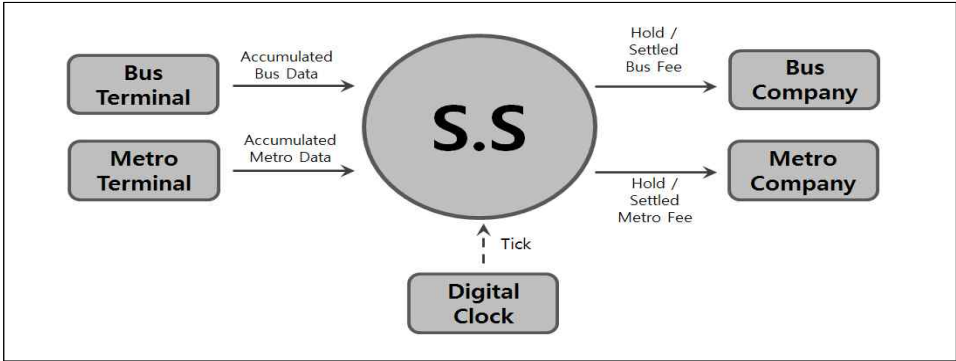 Bus
Terminal
Accumulated
Bus Data
Metro
Terminal
Accumulated
Metro Data
S.S
Hold /
Settled
Bus Fee
Bus
Company
Hold /
Settled
Metro Fee
Metro
Company
Tick
Digital
Clock